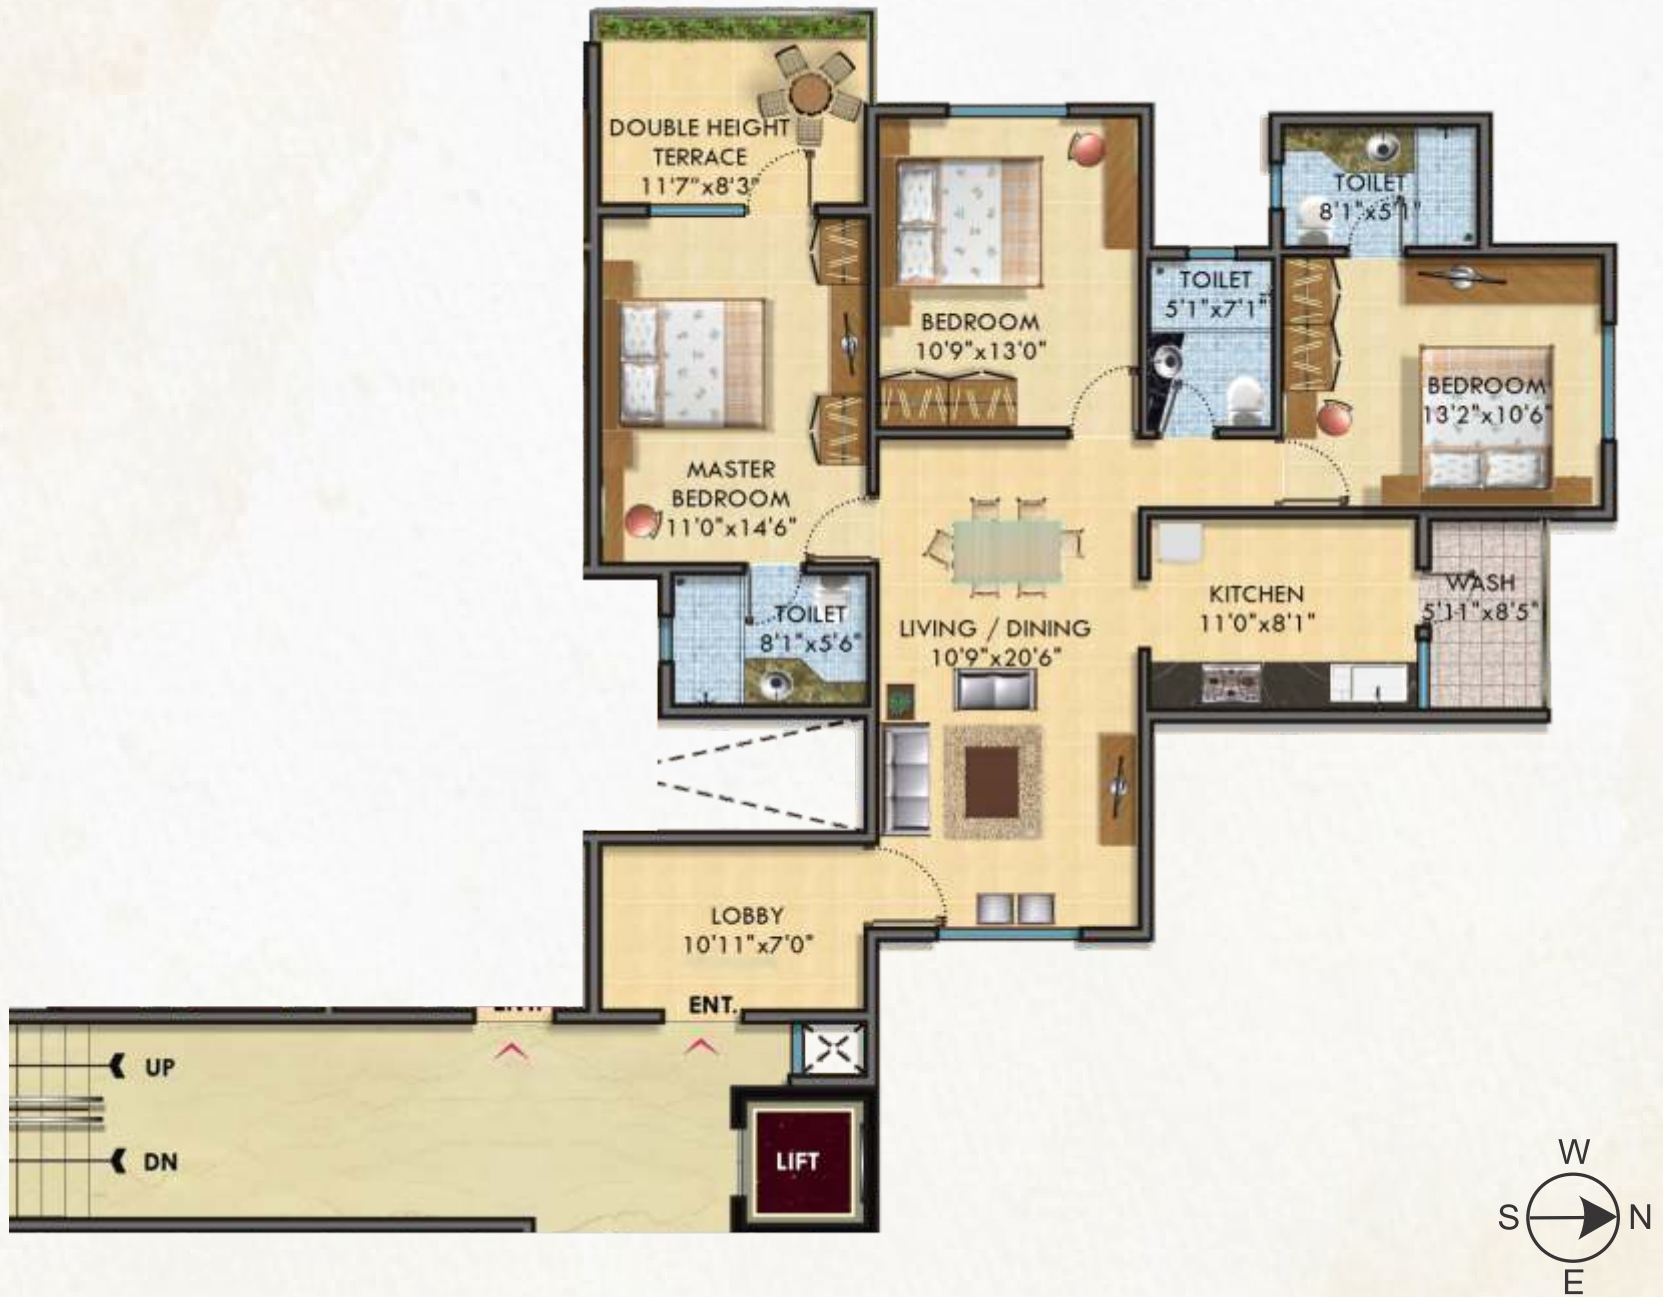 DOUBLE HEIGHT
TERRACE
11'7"x8'3"
TOILET
8'1"x5'1"
TOILET
5'1"x7'1"
BEDROOM
10'9"x13'0"
BEDROOM
13'2"x10'6"
MASTER
BEDROOM
11'0"x14'6"
TOILET
8'1"x5'6"
LIVING / DINING
10'9"x20'6"
KITCHEN
11'0"x8'1"
WASH
5'11"x8'5"
LOBBY
10'11"x7'0"
ENT.
UP
DN
LIFT
W
S N
E